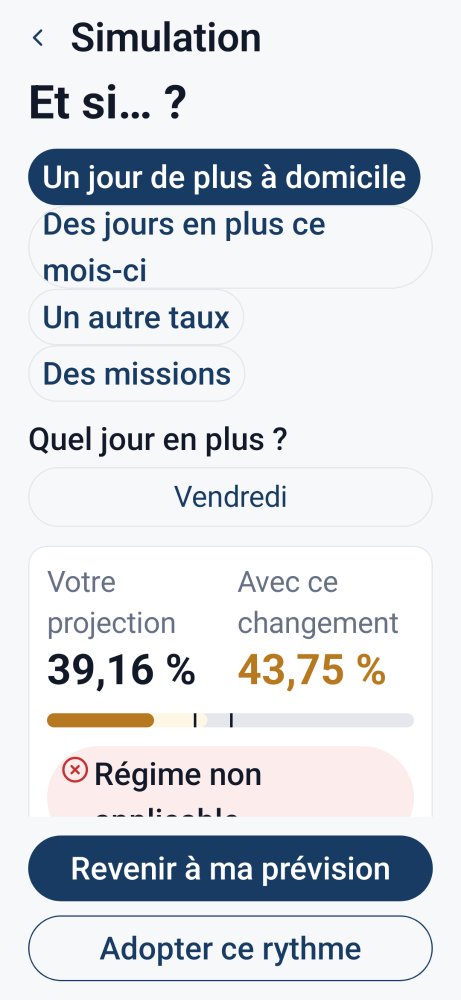 Simulation
Et si… ?
Un jour de plus à domicile
Des jours en plus ce
mois-ci
Un autre taux
Des missions
Quel jour en plus ?
Vendredi
Votre
projection
39,16 %
Avec ce
changement
43,75 %
Régime non
applicable
Revenir à ma prévision
Adopter ce rythme